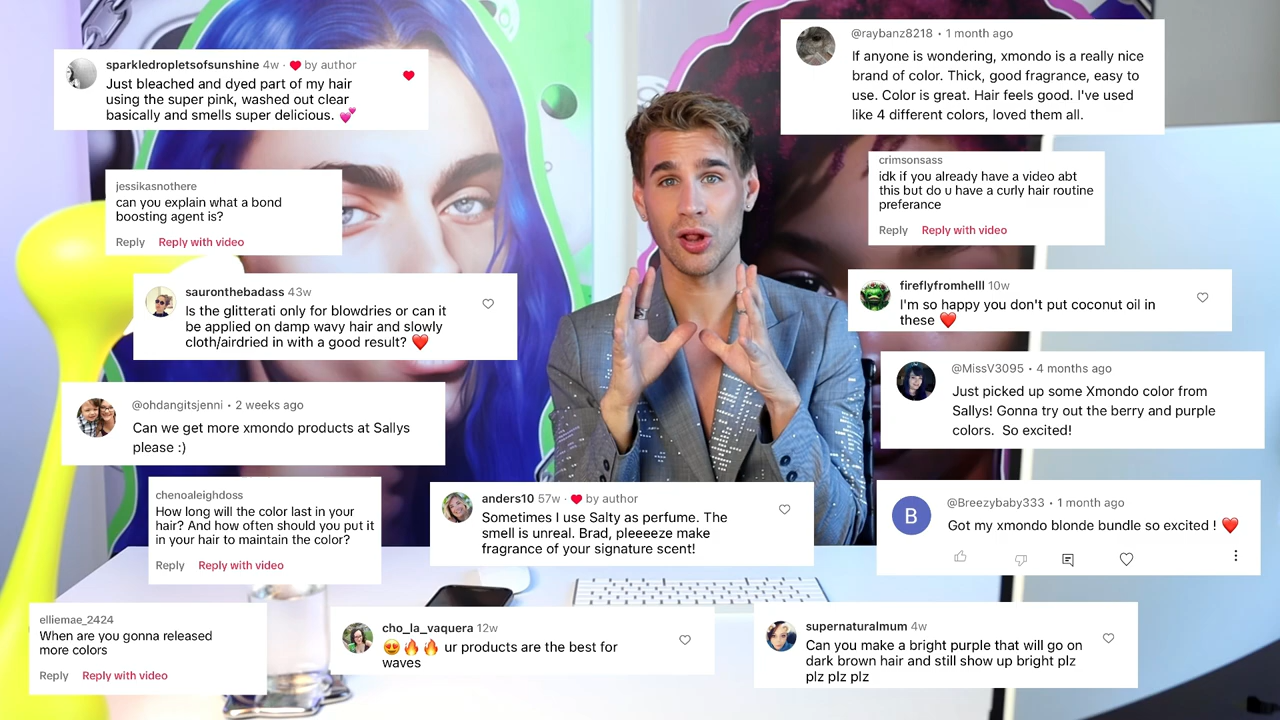 sparkledropletsofsunshine 4w · ❤️ by author
Just bleached and dyed part of my hair
using the super pink, washed out clear
basically and smells super delicious. 💕
@raybanz8218 • 1 month ago
If anyone is wondering, xmondo is a really nice
brand of color. Thick, good fragrance, easy to
use. Color is great. Hair feels good. I've used
like 4 different colors, loved them all.
jessikasnothere
can you explain what a bond
boosting agent is?
Reply Reply with video
crimsonsass
idk if you already have a video abt
this but do u have a curly hair routine
preferance
Reply Reply with video
sauronthebadass 43w
Is the glitterati only for blowdries or can it
be applied on damp wavy hair and slowly
cloth/airdried in with a good result? ❤️
fireflyfromhelll 10w
I'm so happy you don't put coconut oil in
these ❤️
@MissV3095 • 4 months ago
Just picked up some Xmondo color from
Sallys! Gonna try out the berry and purple
colors. So excited!
@ohdangitsjenni • 2 weeks ago
Can we get more xmondo products at Sallys
please :)
chenoaleighdoss
How long will the color last in your
hair? And how often should you put it
in your hair to maintain the color?
Reply Reply with video
anders10 57w · ❤️ by author
Sometimes I use Salty as perfume. The
smell is unreal. Brad, pleeeeze make
fragrance of your signature scent!
B
@Breezybaby333 • 1 month ago
Got my xmondo blonde bundle so excited ! ❤️
elliemae_2424
When are you gonna released
more colors
Reply Reply with video
cho_la_vaquera 12w
😍🔥🔥 ur products are the best for
waves
supernaturalmum 4w
Can you make a bright purple that will go on
dark brown hair and still show up bright plz
plz plz plz